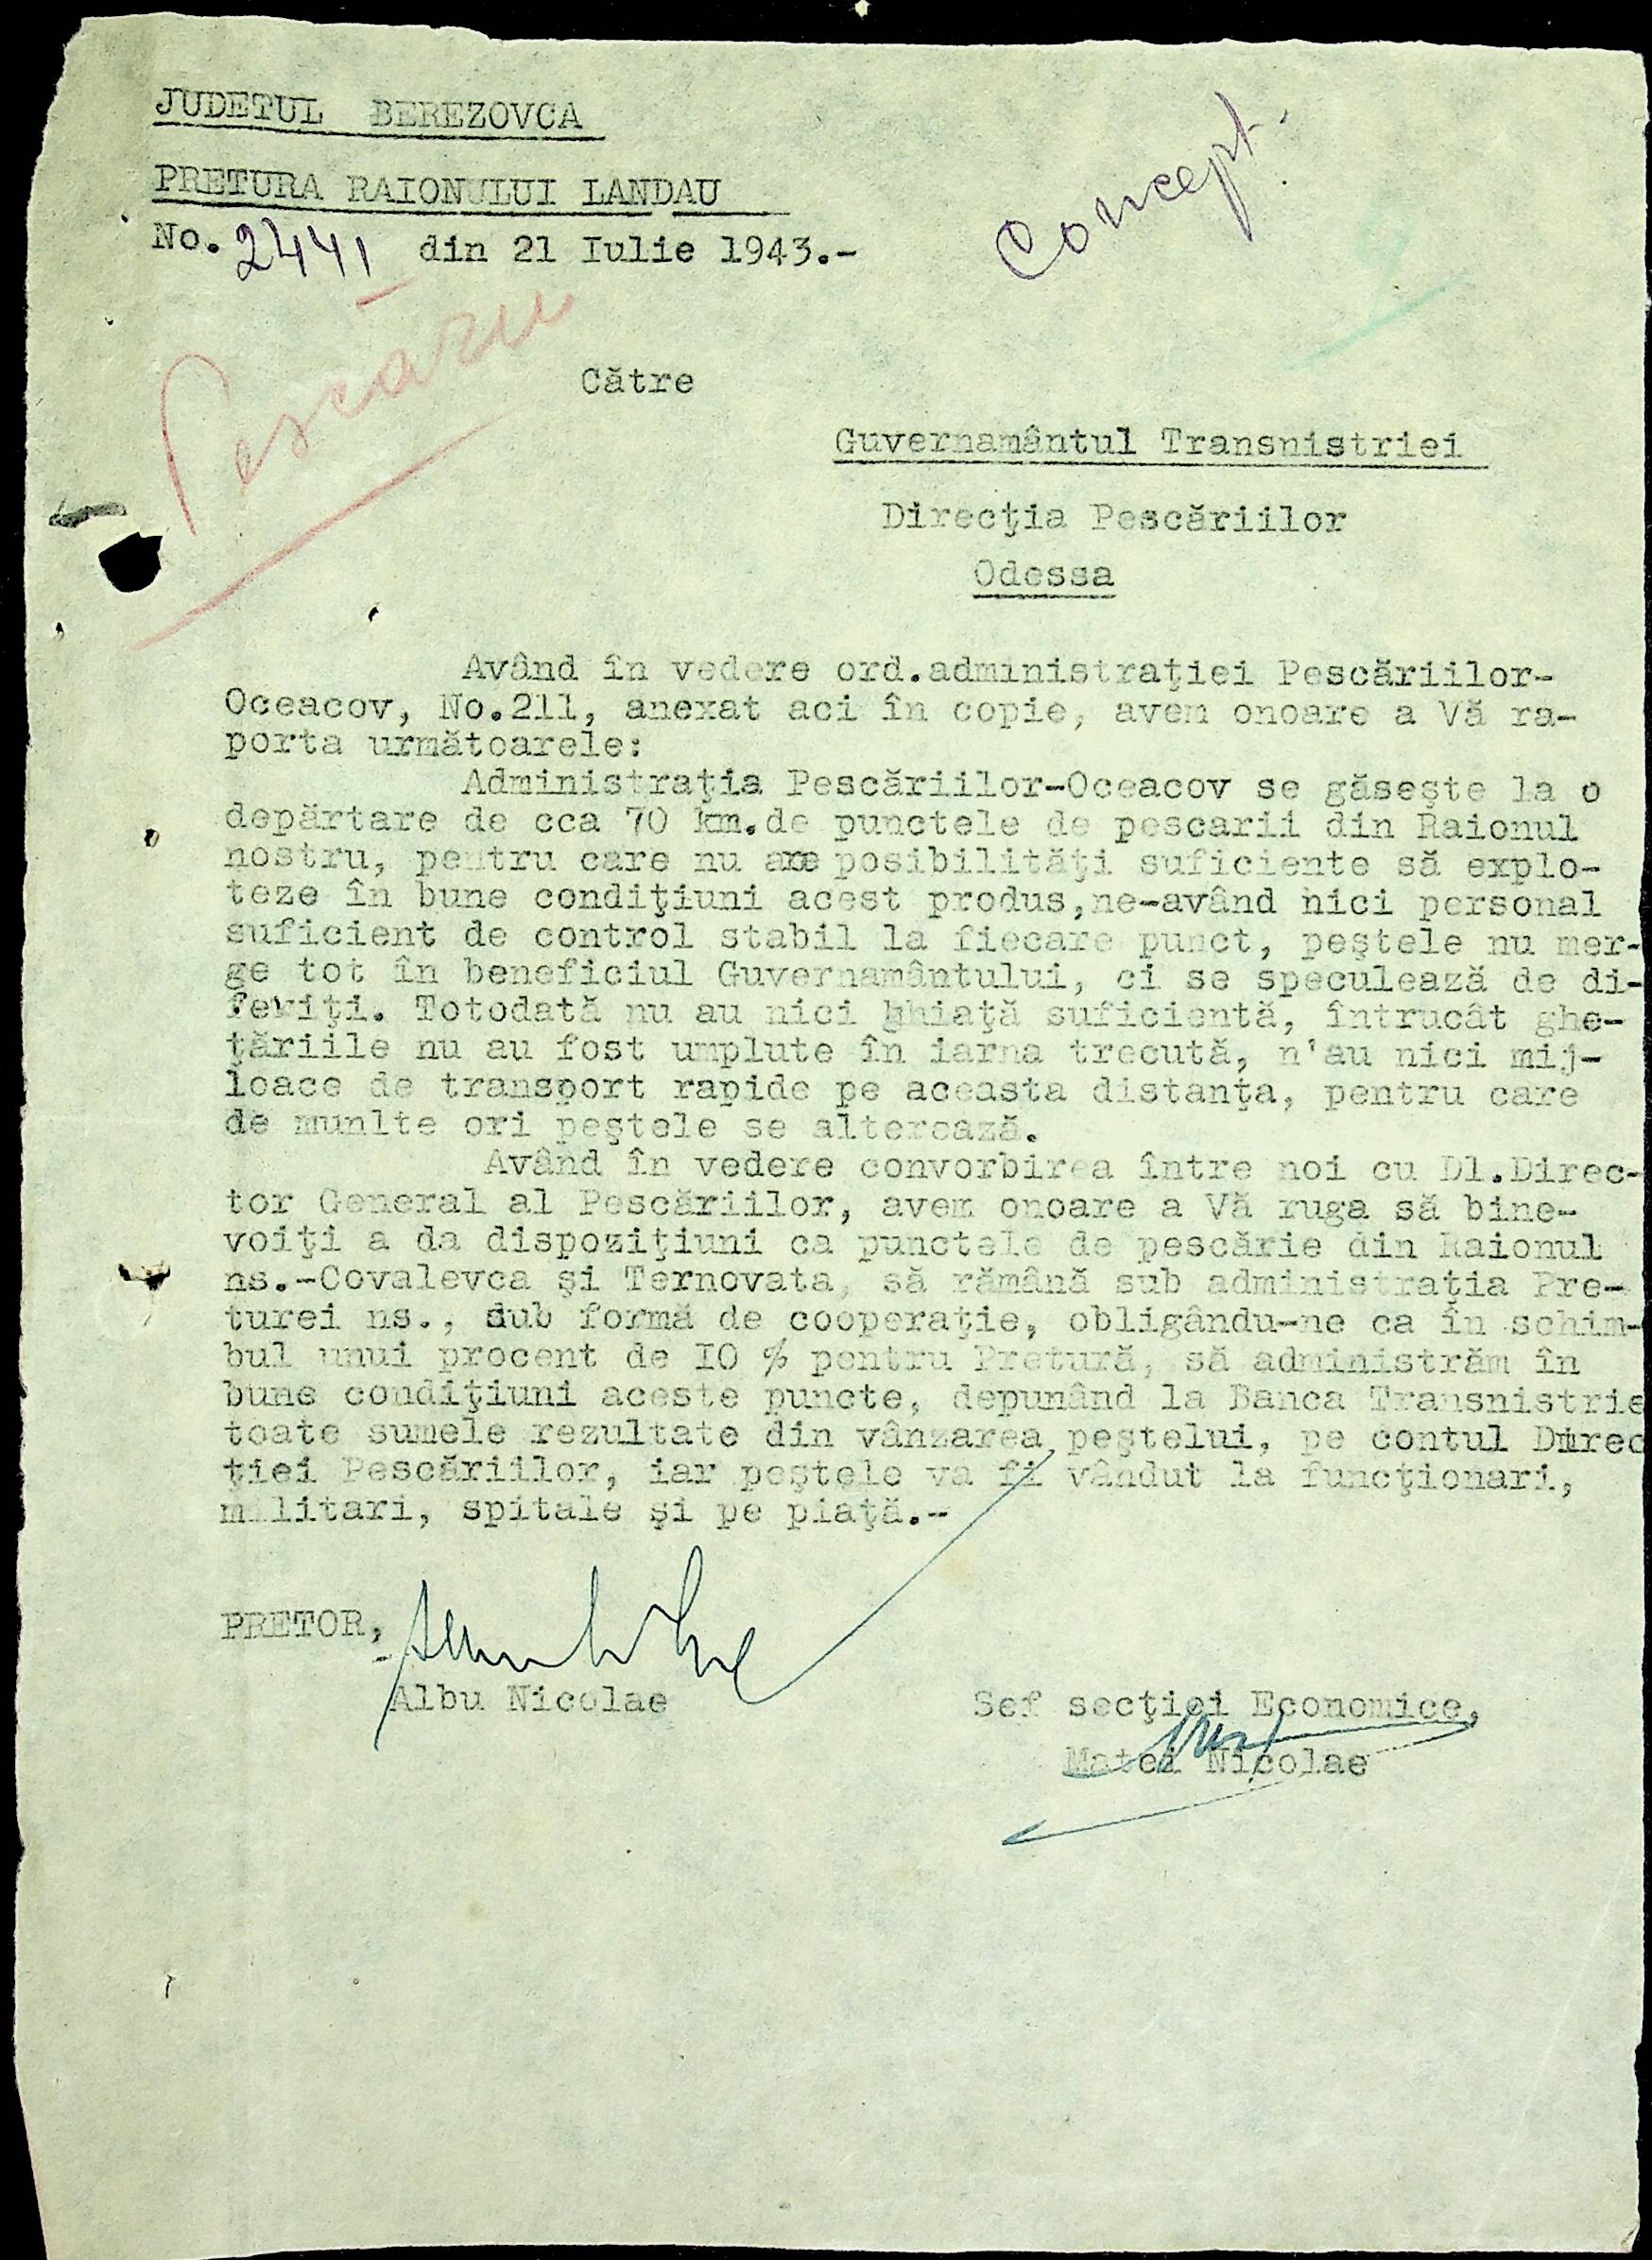 JUDETUL BEREZOVCA
Concept.
PRETURA RAIONULUI LANDAU
No. 2441 din 21 Iulie 1943.-
Pescării
Către
Guvernamântul Transnistriei
Direcţia Pescăriilor
Odessa
Având în vedere ord.administraţiei Pescăriilor-
Oceacov, No.211, anexat aci în copie, avem onoare a Vă ra-
porta următoarele:
Administraţia Pescăriilor-Oceacov se găseşte la o
depărtare de cca 70 km.de punctele de pescarii din Raionul
nostru, pentru care nu are posibilităţi suficiente să explo-
teze în bune condiţiuni acest produs,ne-având nici personal
suficient de control stabil la fiecare punct, peştele nu mer-
ge tot în beneficiul Guvernamântului, ci se speculează de di-
feriţi. Totodată nu au nici ghiaţă suficientă, întrucât ghe-
ţăriile nu au fost umplute în iarna trecută, n'au nici mij-
loace de transport rapide pe aceasta distanţa, pentru care
de munlte ori peştele se alterează.
Având în vedere convorbirea între noi cu Dl.Direc-
tor General al Pescăriilor, avem onoare a Vă ruga să bine-
voiţi a da dispoziţiuni ca punctele de pescărie din Raionul
ns.-Covalevca şi Ternovata, să rămână sub administraţia Pre-
turei ns., sub formă de cooperaţie, obligându-ne ca în schim-
bul unui procent de I0 % pentru Pretură, să administrăm în
bune condiţiuni aceste puncte, depunând la Banca Transnistrie
toate sumele rezultate din vânzarea peştelui, pe contul Direc
ţiei Pescăriilor, iar peştele va fi vândut la funcţionari,
militari, spitale şi pe piaţă.-
PRETOR,
Albu Nicolae
Sef secţiei Economice,
Matei Nicolae